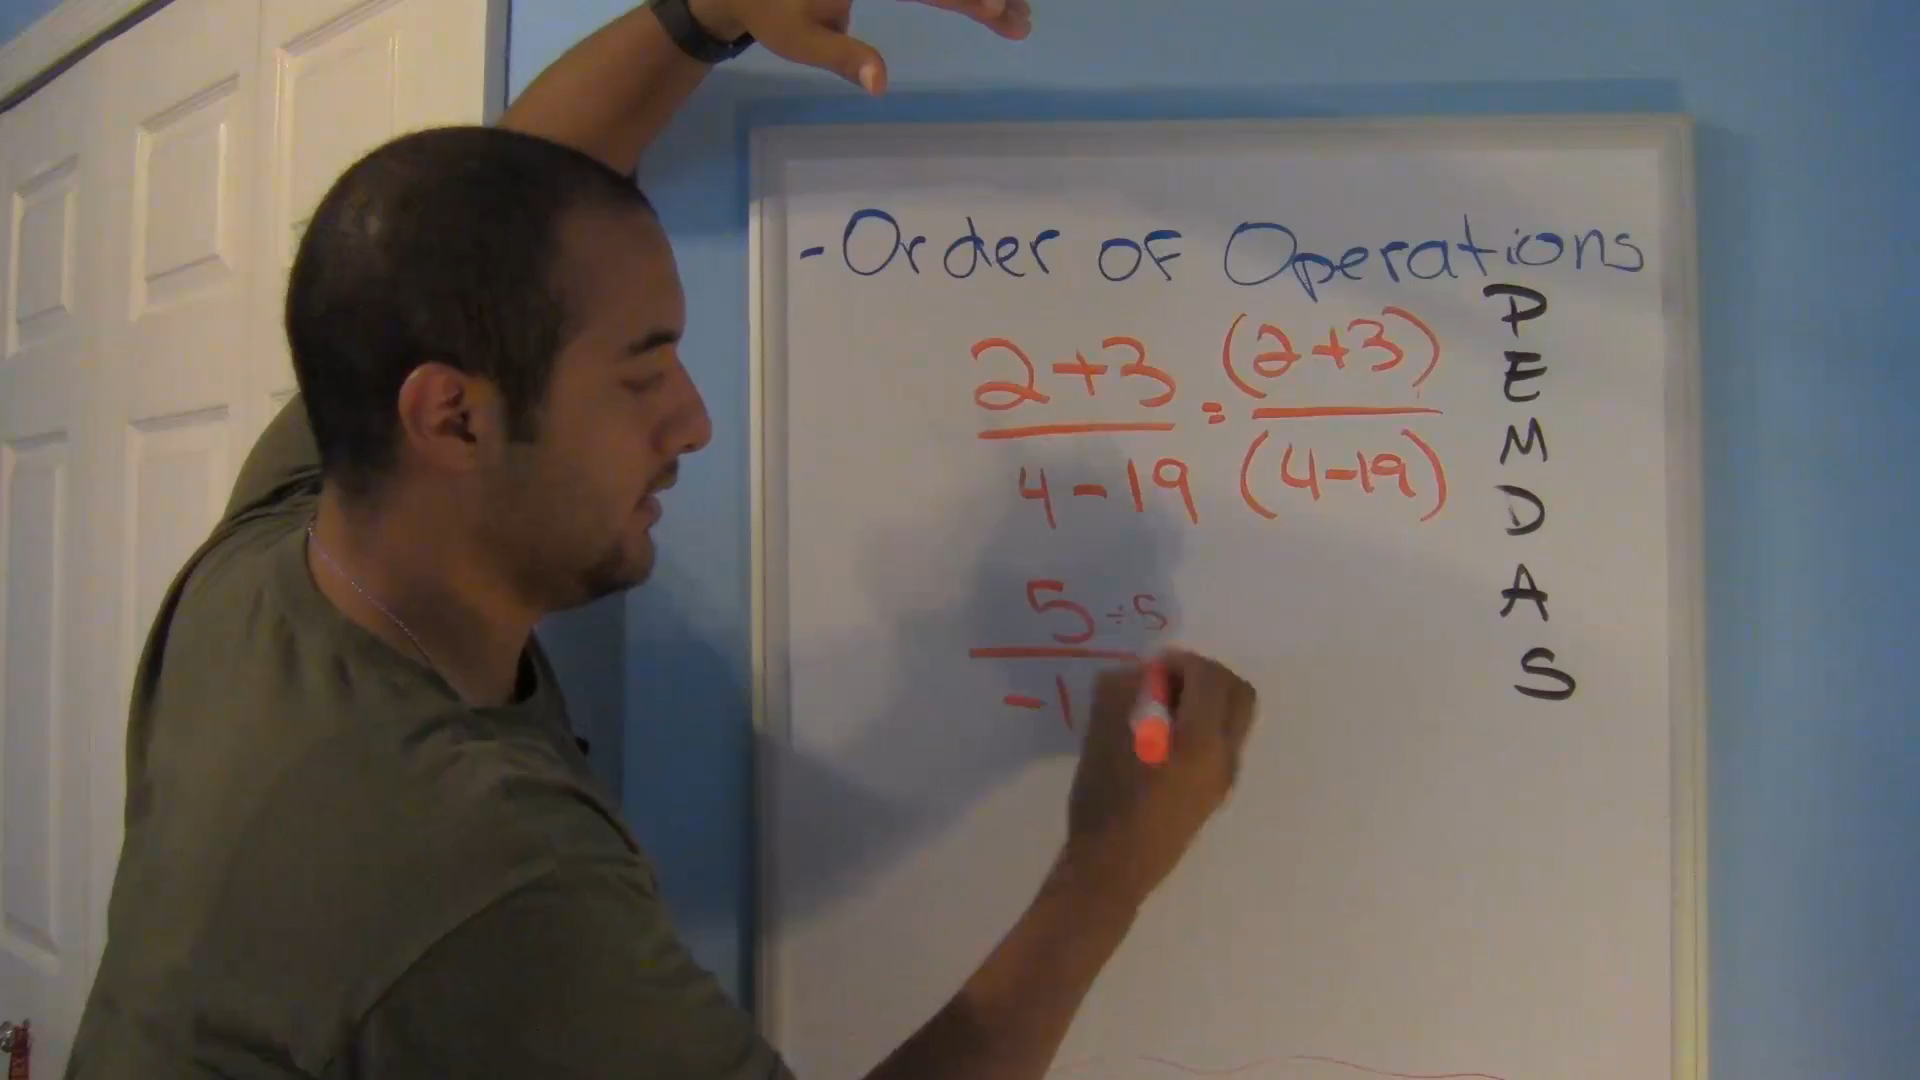 - Order of Operations
2+3 = (2+3)
4-19 (4-19)
5 ÷5
-1
P
E
M
D
A
S